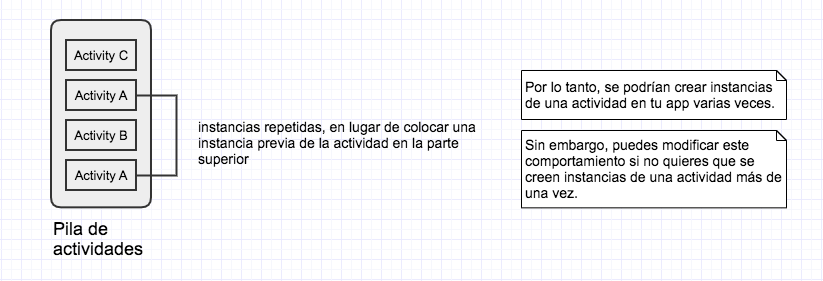 Activity C
Activity A
Activity B
Activity A
Pila de
actividades
instancias repetidas, en lugar de colocar una
instancia previa de la actividad en la parte
superior
Por lo tanto, se podrían crear instancias
de una actividad en tu app varias veces.
Sin embargo, puedes modificar este
comportamiento si no quieres que se
creen instancias de una actividad más de
una vez.